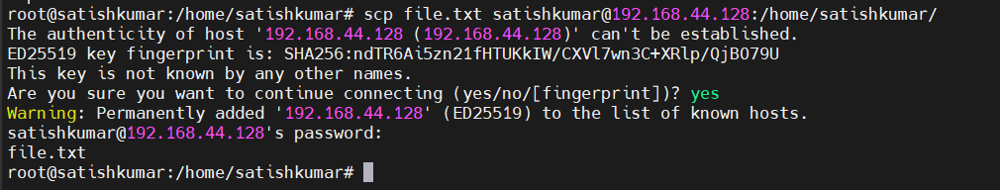 root@satishkumar:/home/satishkumar# scp file.txt satishkumar@192.168.44.128:/home/satishkumar/
The authenticity of host '192.168.44.128 (192.168.44.128)' can't be established.
ED25519 key fingerprint is: SHA256:ndTR6Ai5zn21fHTUKkIW/CXVl7wn3C+XRlp/QjBO79U
This key is not known by any other names.
Are you sure you want to continue connecting (yes/no/[fingerprint])? yes
Warning: Permanently added '192.168.44.128' (ED25519) to the list of known hosts.
satishkumar@192.168.44.128's password:
file.txt
root@satishkumar:/home/satishkumar#